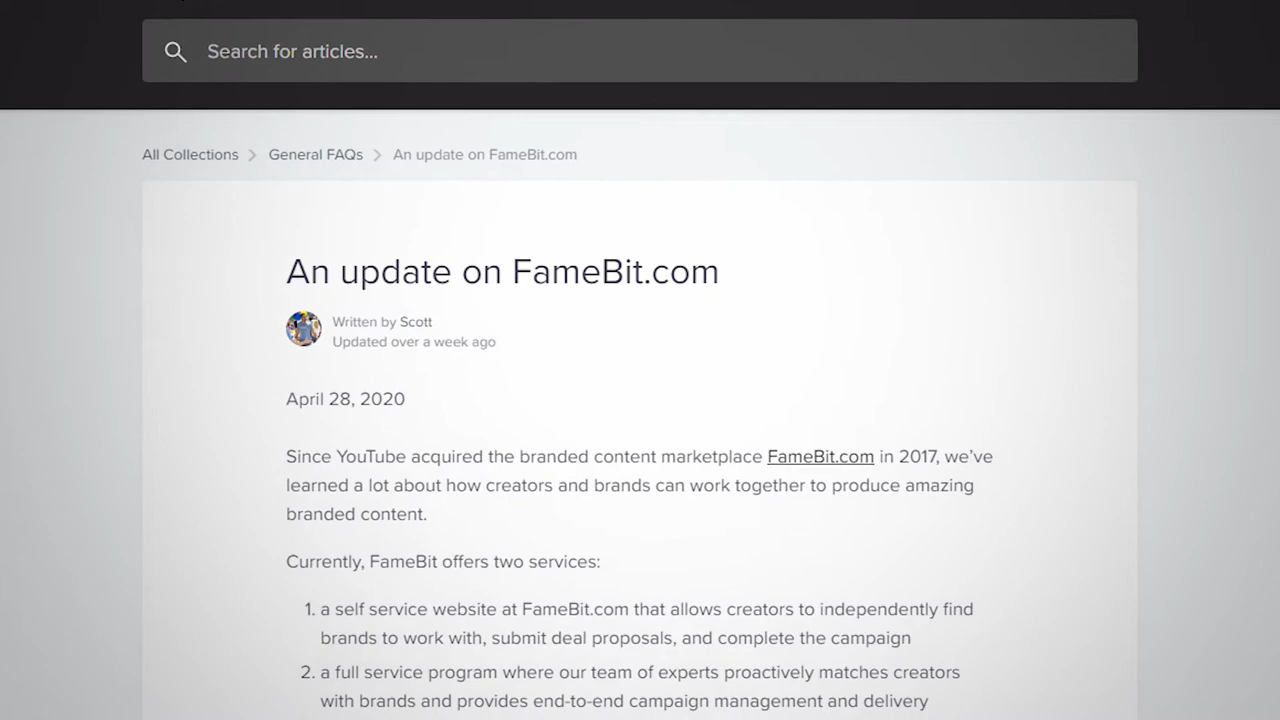 Search for articles...
All Collections > General FAQs > An update on FameBit.com
An update on FameBit.com
Written by Scott
Updated over a week ago
April 28, 2020
Since YouTube acquired the branded content marketplace FameBit.com in 2017, we’ve
learned a lot about how creators and brands can work together to produce amazing
branded content.
Currently, FameBit offers two services:
1. a self service website at FameBit.com that allows creators to independently find
brands to work with, submit deal proposals, and complete the campaign
2. a full service program where our team of experts proactively matches creators
with brands and provides end-to-end campaign management and delivery